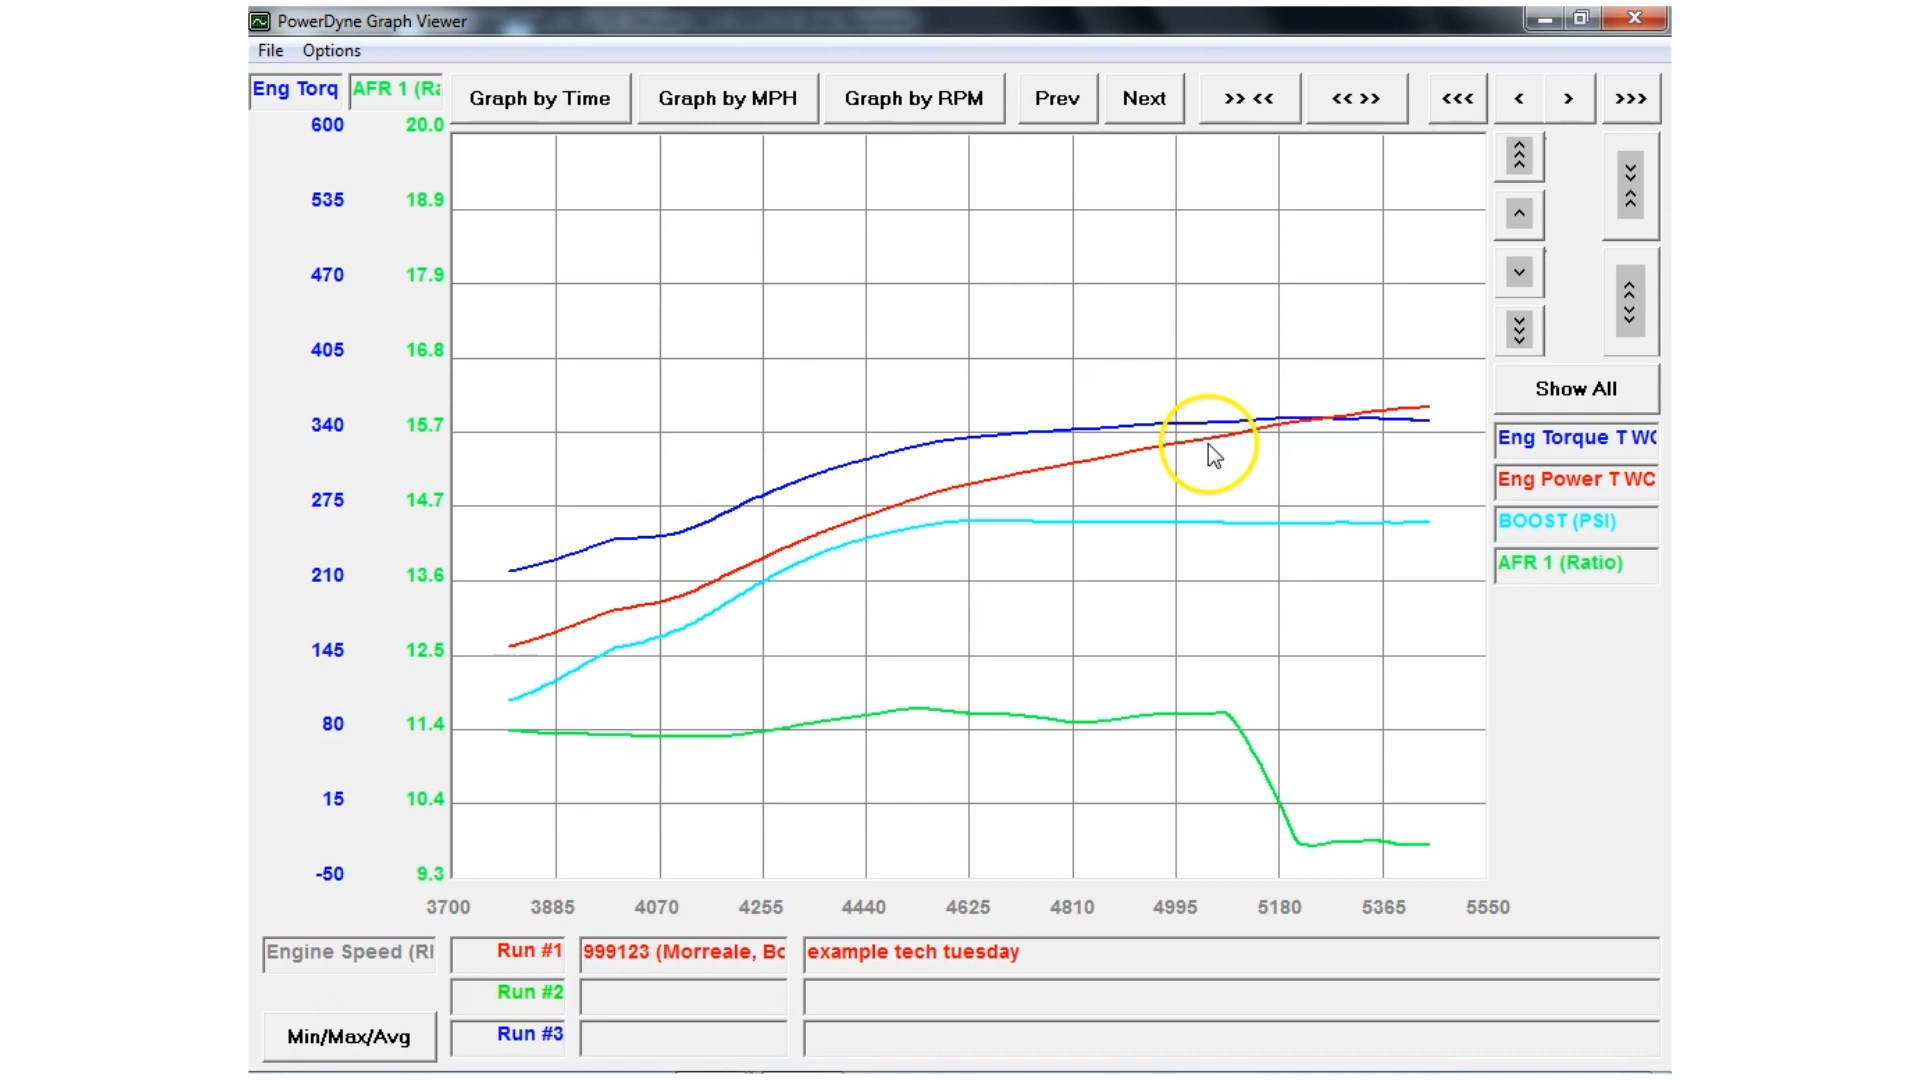 PowerDyne Graph Viewer
File Options
Eng Torq AFR 1 (Ra Graph by Time Graph by MPH Graph by RPM Prev Next >> << << >> <<< < > >>>
600 20.0
535 18.9
470 17.9
405 16.8
Show All
340 15.7
Eng Torque T WC
Eng Power T WC
275 14.7
BOOST (PSI)
AFR 1 (Ratio)
210 13.6
145 12.5
80 11.4
15 10.4
-50 9.3
3700 3885 4070 4255 4440 4625 4810 4995 5180 5365 5550
Engine Speed (RI Run #1 999123 (Morreale, Bo example tech tuesday
Run #2
Min/Max/Avg Run #3